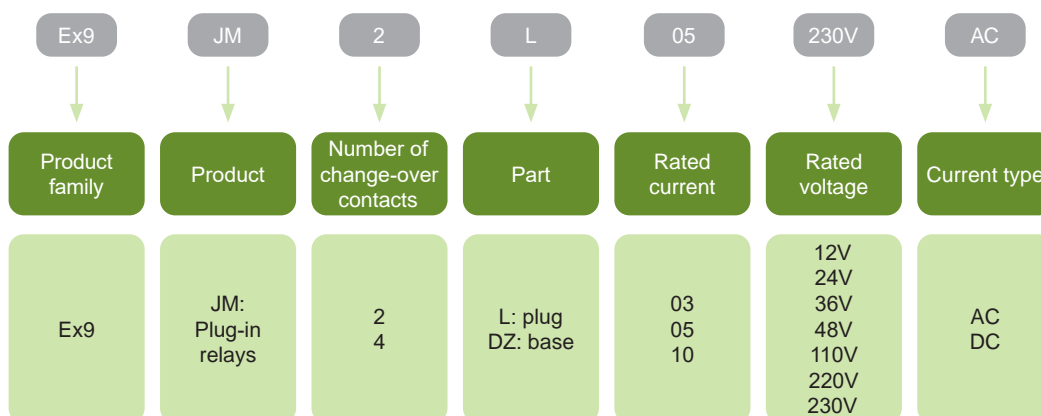 Ex9
JM
2
L
05
230V
AC
Product
family
Product
Number of
change-over
contacts
Part
Rated
current
Rated
voltage
Current type
Ex9
JM:
Plug-in
relays
2
4
L: plug
DZ: base
03
05
10
12V
24V
36V
48V
110V
220V
230V
AC
DC